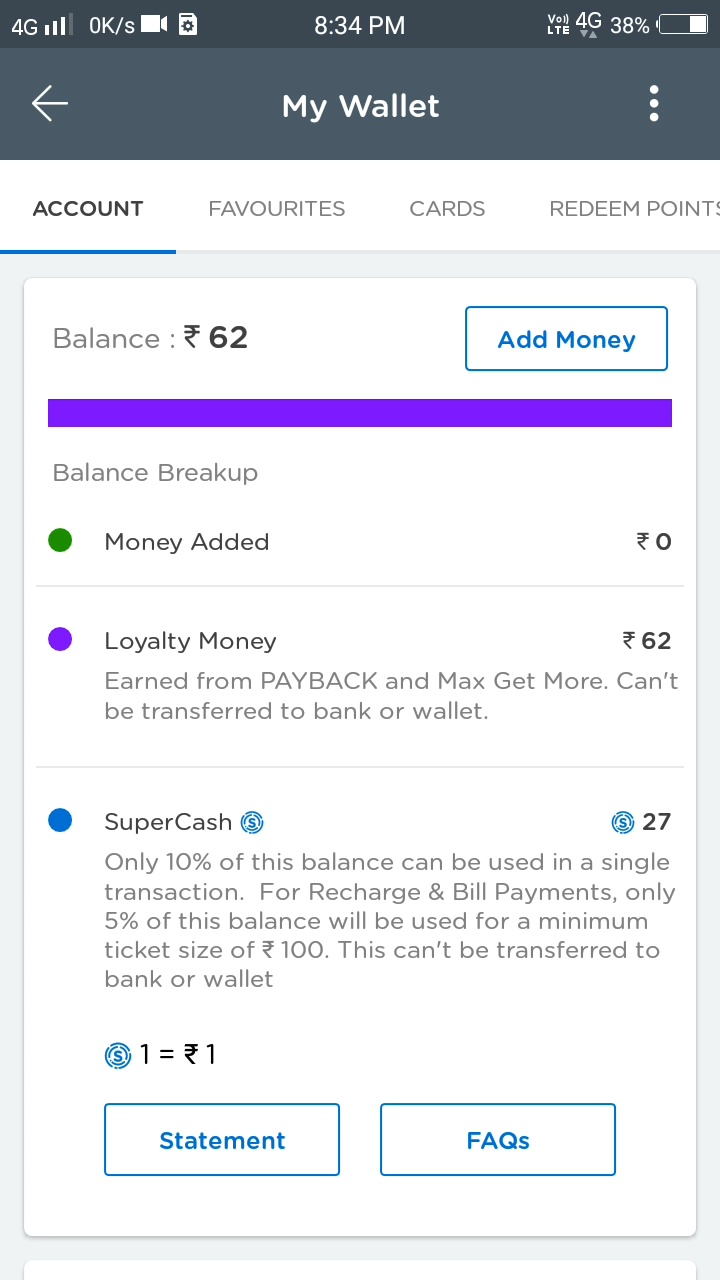 4G 0K/s 8:34 PM VoLTE 4G 38%
My Wallet
ACCOUNT FAVOURITES CARDS REDEEM POINTS
Balance : ₹ 62 Add Money
Balance Breakup
Money Added ₹ 0
Loyalty Money ₹ 62
Earned from PAYBACK and Max Get More. Can't
be transferred to bank or wallet.
SuperCash S S 27
Only 10% of this balance can be used in a single
transaction.  For Recharge & Bill Payments, only
5% of this balance will be used for a minimum
ticket size of ₹ 100. This can't be transferred to
bank or wallet
S 1 = ₹ 1
Statement FAQs